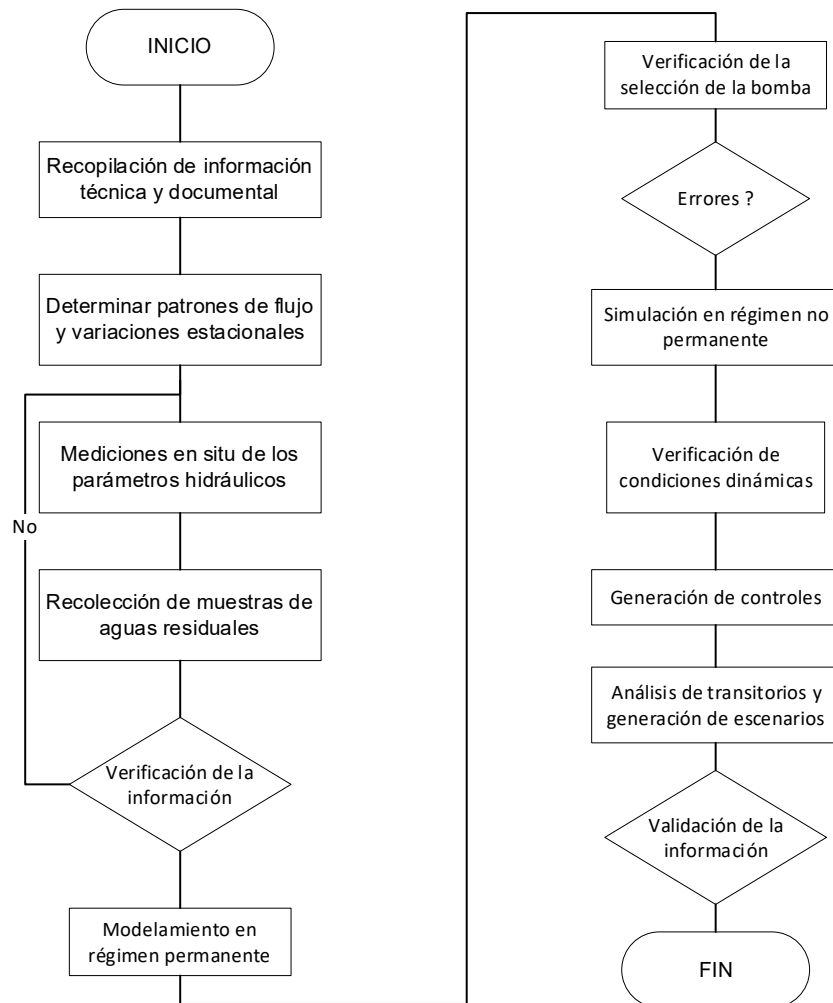 INICIO
Recopilación de información
técnica y documental
Determinar patrones de flujo
y variaciones estacionales
Mediciones en situ de los
parámetros hidráulicos
No
Recolección de muestras de
aguas residuales
Verificación de la
información
Modelamiento en
régimen permanente
Verificación de la
selección de la bomba
Errores ?
Simulación en régimen no
permanente
Verificación de
condiciones dinámicas
Generación de controles
Análisis de transitorios y
generación de escenarios
Validación de la
información
FIN